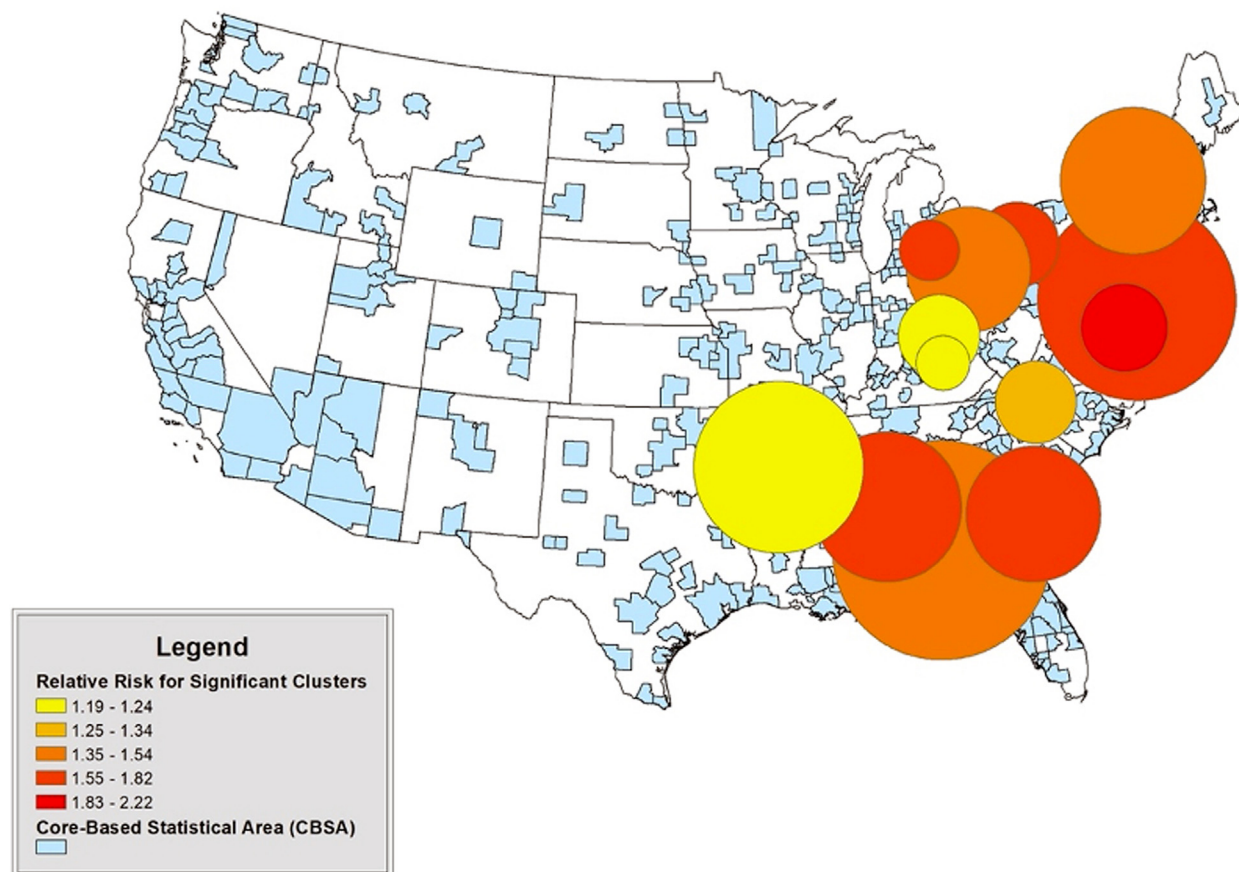 Legend
Relative Risk for Significant Clusters
1.19 - 1.24
1.25 - 1.34
1.35 - 1.54
1.55 - 1.82
1.83 - 2.22
Core-Based Statistical Area (CBSA)